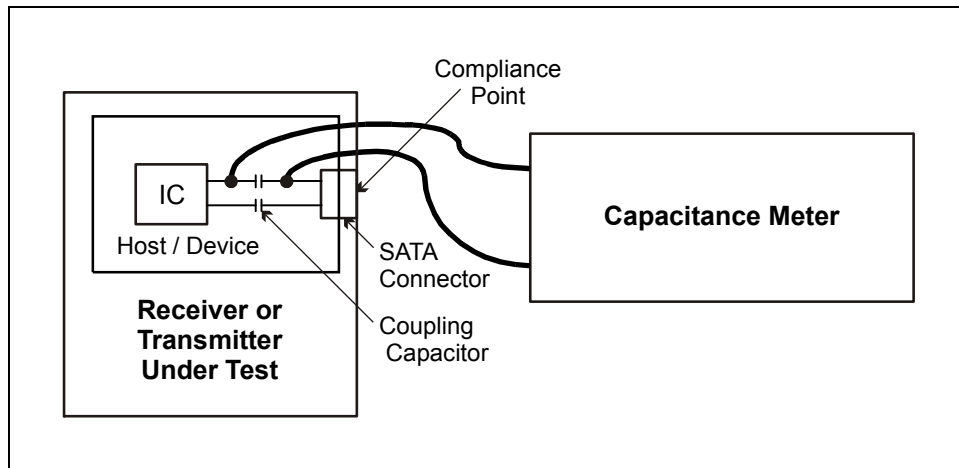 Compliance
Point
IC
Host / Device
SATA
Connector
Coupling
Capacitor
Receiver or
Transmitter
Under Test
Capacitance Meter